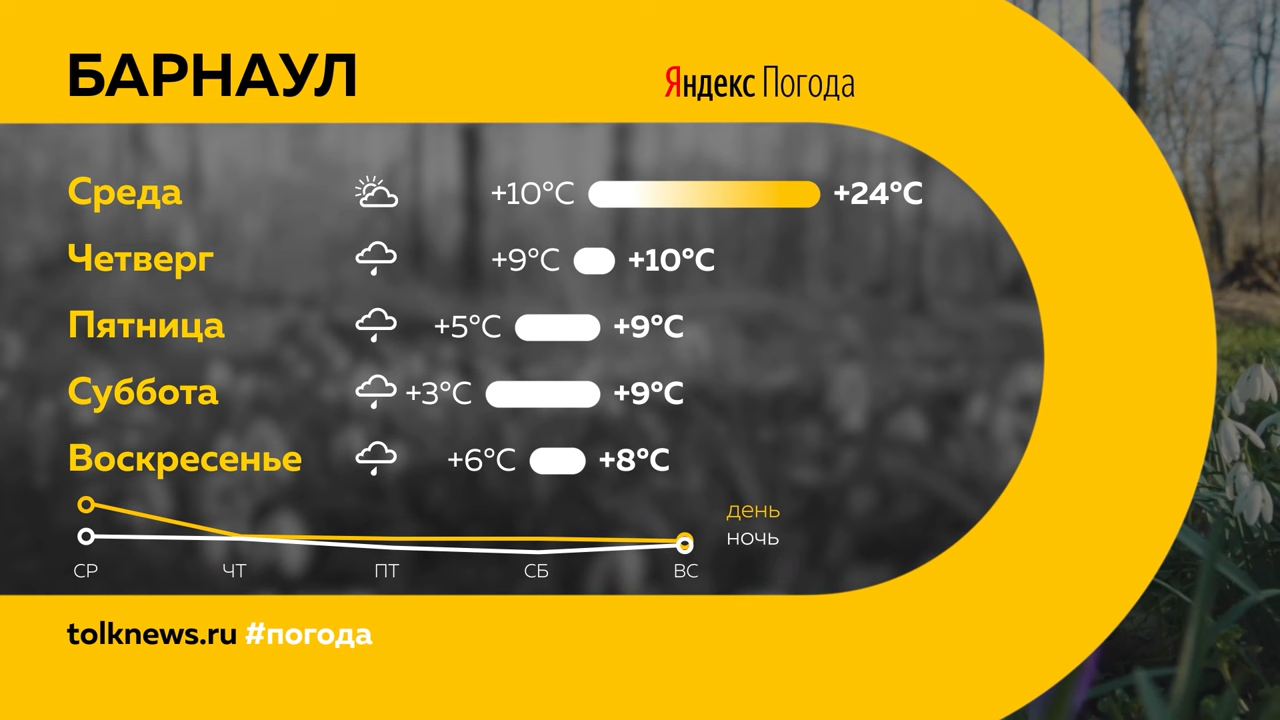 БАРНАУЛ
Яндекс Погода
Среда +10°C +24°C
Четверг +9°C +10°C
Пятница +5°C +9°C
Суббота +3°C +9°C
Воскресенье +6°C +8°C
день
ночь
СР ЧТ ПТ СБ ВС
tolknews.ru #погода